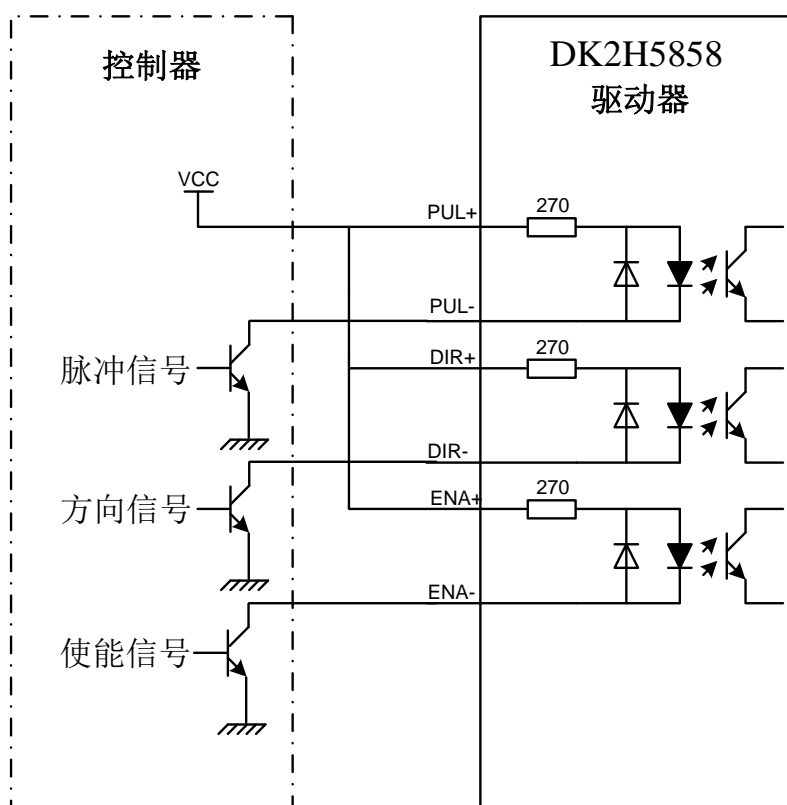 控制器
DK2H5858
驱动器
VCC
PUL+
270
PUL-
脉冲信号
DIR+
270
DIR-
方向信号
ENA+
270
ENA-
使能信号